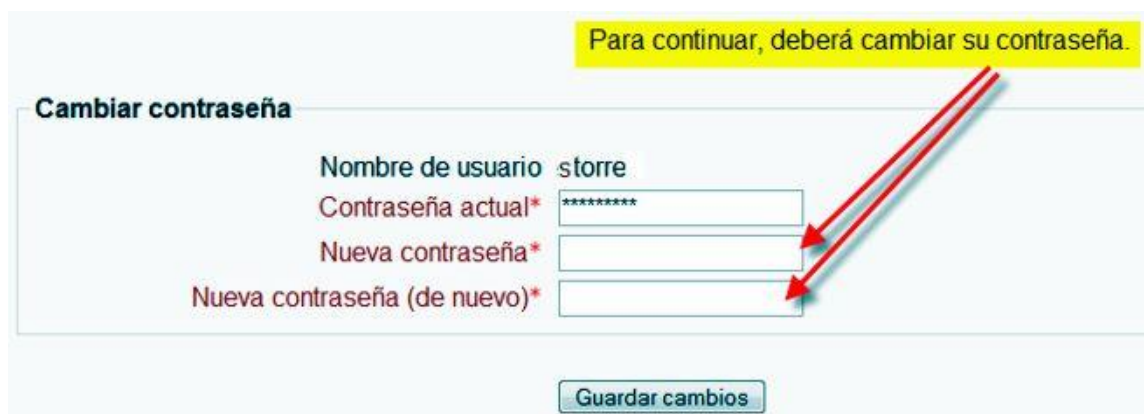 Para continuar, deberá cambiar su contraseña.
Cambiar contraseña
Nombre de usuario storre
Contraseña actual* *********
Nueva contraseña*
Nueva contraseña (de nuevo)*
Guardar cambios